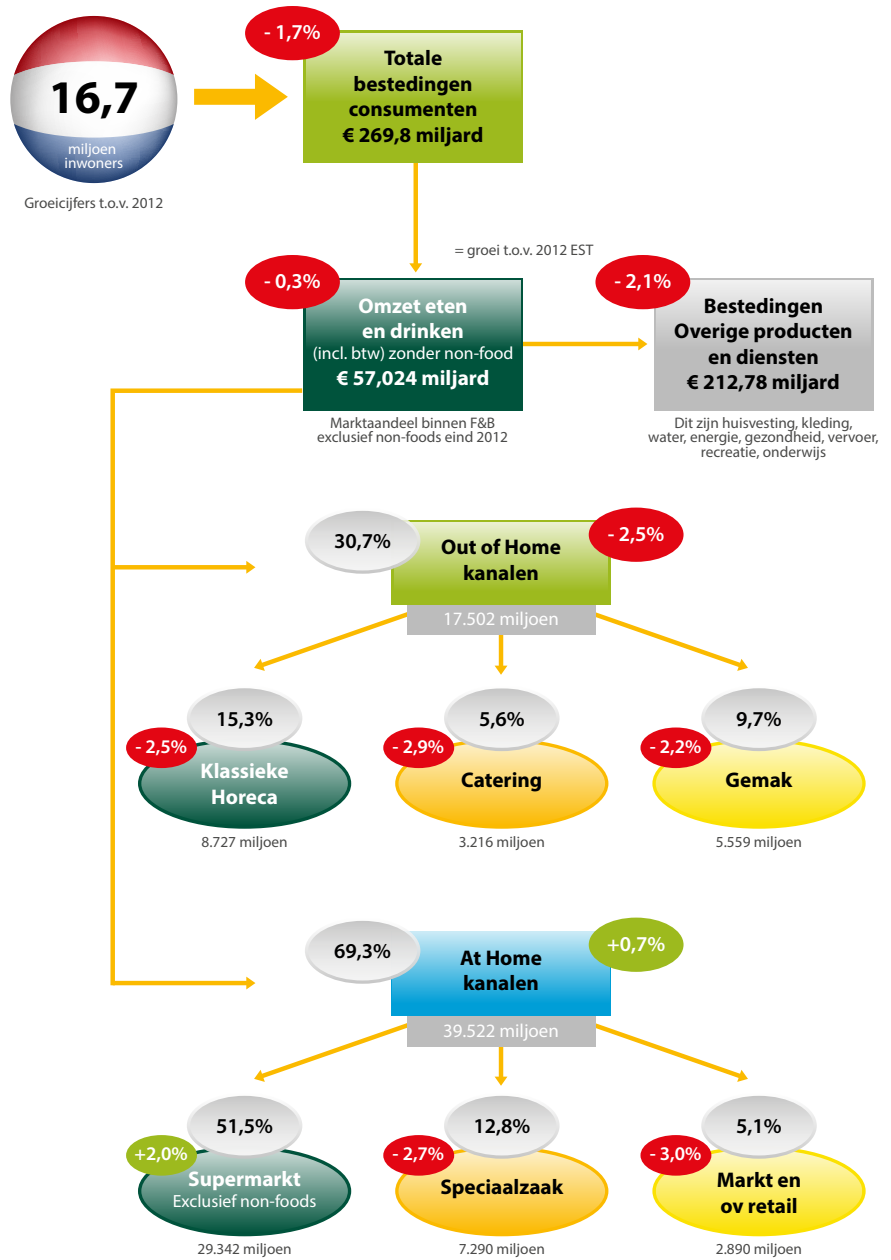 16,7
miljoen
inwoners
Groeicijfers t.o.v. 2012
- 1,7%
Totale
bestedingen
consumenten
€ 269,8 miljard
= groei t.o.v. 2012 EST
- 0,3%
Omzet eten
en drinken
(incl. btw) zonder non-food
€ 57,024 miljard
Marktaandeel binnen F&B
exclusief non-foods eind 2012
- 2,1%
Bestedingen
Overige producten
en diensten
€ 212,78 miljard
Dit zijn huisvesting, kleding,
water, energie, gezondheid, vervoer,
recreatie, onderwijs
30,7%
Out of Home
kanalen
- 2,5%
17.502 miljoen
15,3%
- 2,5%
Klassieke
Horeca
8.727 miljoen
5,6%
- 2,9%
Catering
3.216 miljoen
9,7%
- 2,2%
Gemak
5.559 miljoen
69,3%
At Home
kanalen
+0,7%
39.522 miljoen
51,5%
+2,0%
Supermarkt
Exclusief non-foods
29.342 miljoen
12,8%
- 2,7%
Speciaalzaak
7.290 miljoen
5,1%
- 3,0%
Markt en
ov retail
2.890 miljoen